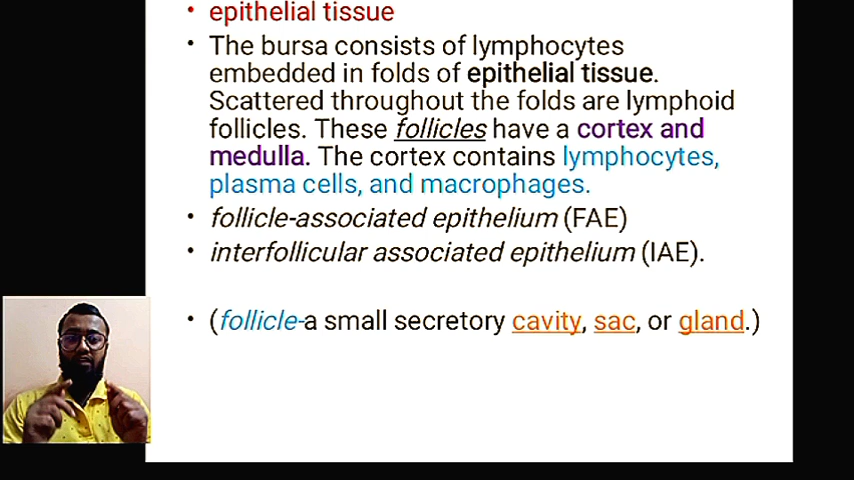 • epithelial tissue
• The bursa consists of lymphocytes
embedded in folds of epithelial tissue.
Scattered throughout the folds are lymphoid
follicles. These follicles have a cortex and
medulla. The cortex contains lymphocytes,
plasma cells, and macrophages.
• follicle-associated epithelium (FAE)
• interfollicular associated epithelium (IAE).
• (follicle-a small secretory cavity, sac, or gland.)